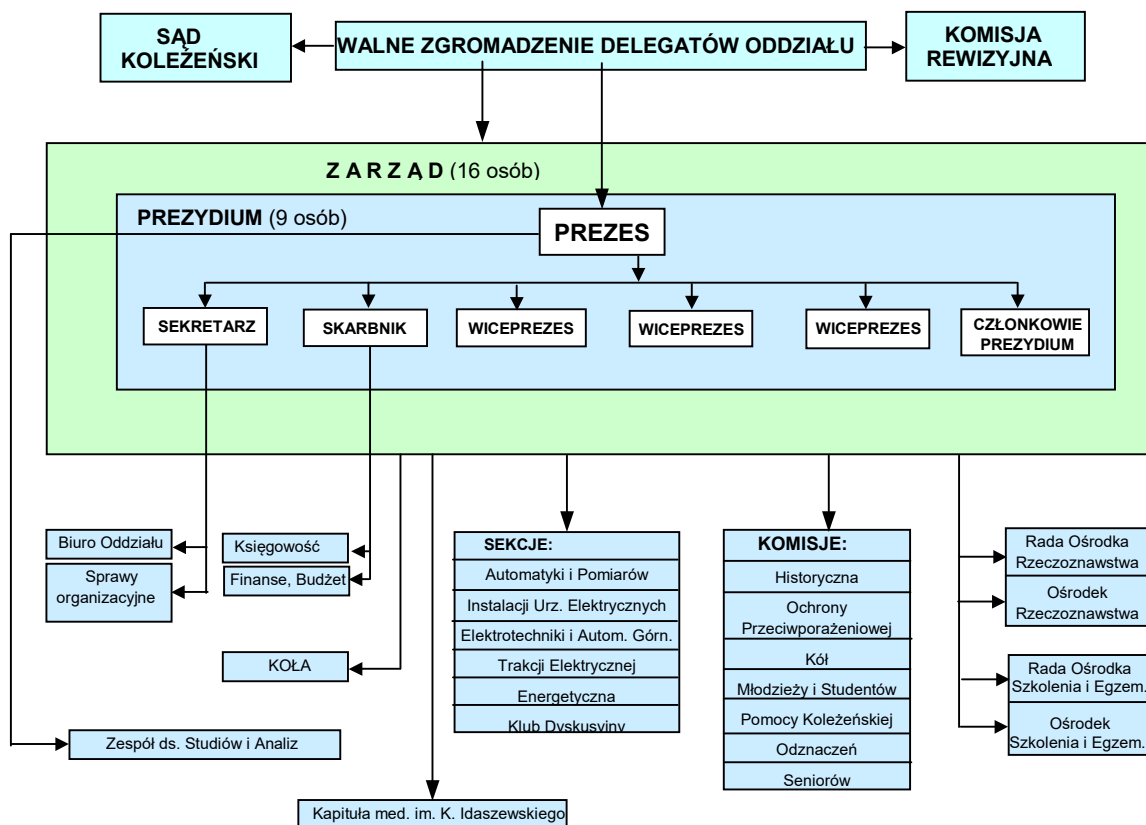 SĄD
KOLEŻEŃSKI
WALNE ZGROMADZENIE DELEGATÓW ODDZIAŁU
KOMISJA
REWIZYJNA
Z A R Z Ą D (16 osób)
PREZYDIUM (9 osób)
PREZES
SEKRETARZ
SKARBNIK
WICEPREZES
WICEPREZES
WICEPREZES
CZŁONKOWIE
PREZYDIUM
Biuro Oddziału
Sprawy
organizacyjne
Księgowość
Finanse, Budżet
KOŁA
Zespół ds. Studiów i Analiz
Kapituła med. im. K. Idaszewskiego
SEKCJE:
Automatyki i Pomiarów
Instalacji Urz. Elektrycznych
Elektrotechniki i Autom. Górn.
Trakcji Elektrycznej
Energetyczna
Klub Dyskusyjny
KOMISJE:
Historyczna
Ochrony
Przeciwporażeniowej
Kół
Młodzieży i Studentów
Pomocy Koleżeńskiej
Odznaczeń
Seniorów
Rada Ośrodka
Rzeczoznawstwa
Ośrodek
Rzeczoznawstwa
Rada Ośrodka
Szkolenia i Egzem.
Ośrodek
Szkolenia i Egzem.